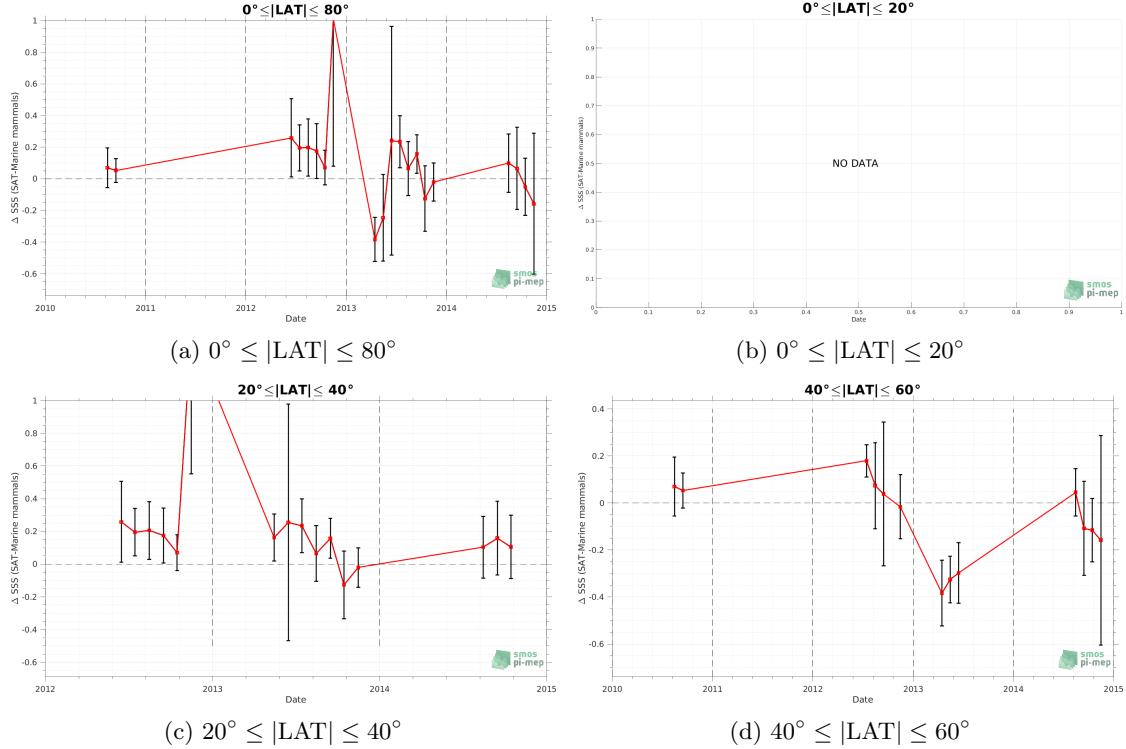 0°≤|LAT|≤ 80°
1
0.8
0.6
0.4
0.2
0
-0.2
-0.4
-0.6
Δ SSS (SAT-Marine mammals)
2010 2011 2012 2013 2014 2015
Date
smos
pi-mep
(a) 0° ≤ |LAT| ≤ 80°
0°≤|LAT|≤ 20°
1
0.9
0.8
0.7
0.6
0.5
0.4
0.3
0.2
0.1
0
Δ SSS (SAT-Marine mammals)
NO DATA
0 0.1 0.2 0.3 0.4 0.5 0.6 0.7 0.8 0.9 1
Date
smos
pi-mep
(b) 0° ≤ |LAT| ≤ 20°
20°≤|LAT|≤ 40°
1
0.8
0.6
0.4
0.2
0
-0.2
-0.4
-0.6
Δ SSS (SAT-Marine mammals)
2012 2013 2014 2015
Date
smos
pi-mep
(c) 20° ≤ |LAT| ≤ 40°
40°≤|LAT|≤ 60°
0.4
0.2
0
-0.2
-0.4
-0.6
Δ SSS (SAT-Marine mammals)
2010 2011 2012 2013 2014 2015
Date
smos
pi-mep
(d) 40° ≤ |LAT| ≤ 60°